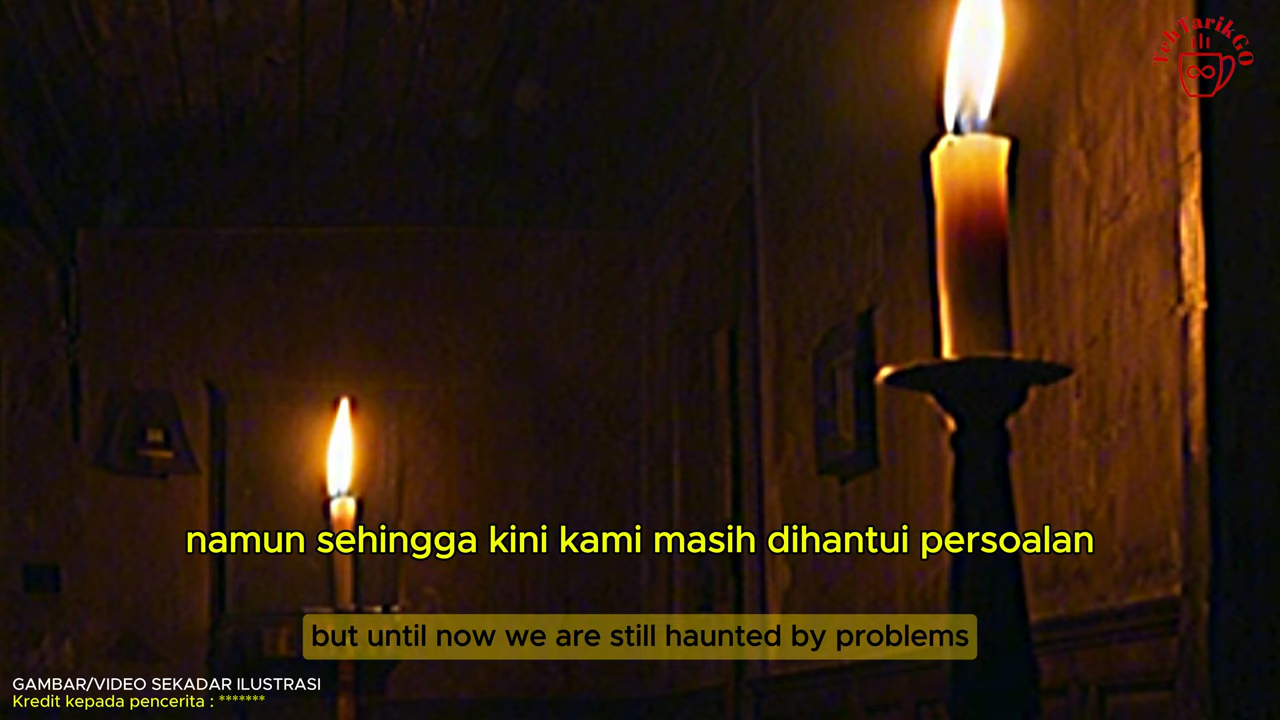 TehTarikGO
namun sehingga kini kami masih dihantui persoalan
but until now we are still haunted by problems
GAMBAR/VIDEO SEKADAR ILUSTRASI
Kredit kepada pencerita : *******